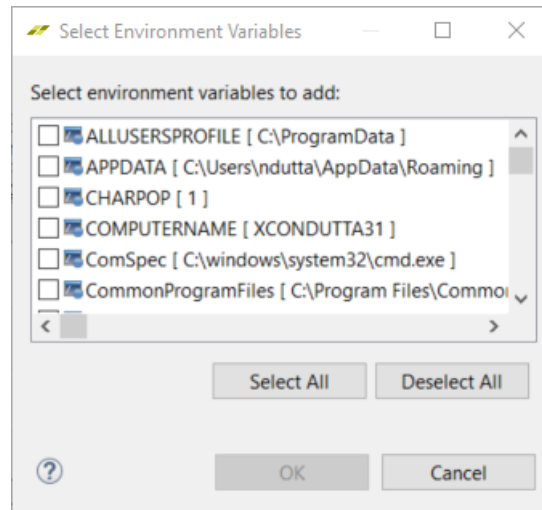 Select Environment Variables
Select environment variables to add:
ALLUSERSPROFILE [ C:\ProgramData ]
APPDATA [ C:\Users\ndutta\AppData\Roaming ]
CHARPOP [ 1 ]
COMPUTERNAME [ XCONDUTTA31 ]
ComSpec [ C:\windows\system32\cmd.exe ]
CommonProgramFiles [ C:\Program Files\Commo
Select All Deselect All
? OK Cancel